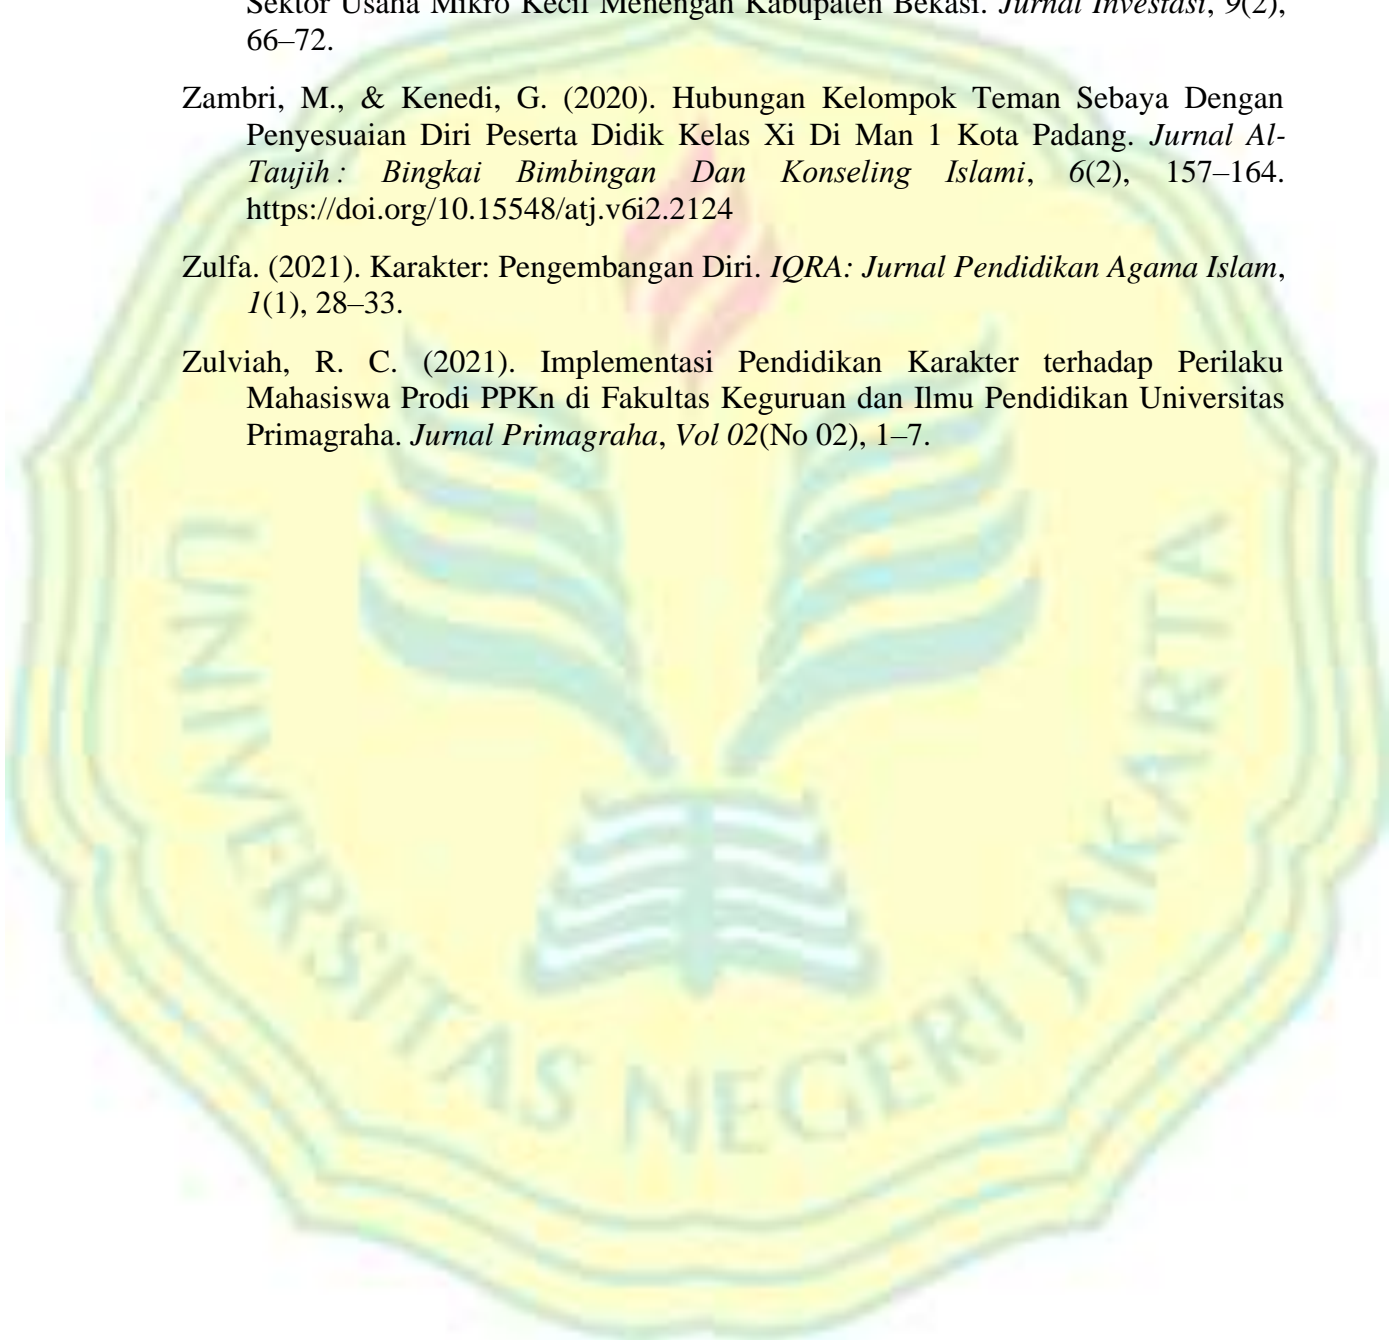 Sektor Usaha Mikro Kecil Menengah Kabupaten Bekasi. Jurnal Investasi, 9(2),
66–72.
Zambri, M., & Kenedi, G. (2020). Hubungan Kelompok Teman Sebaya Dengan
Penyesuaian Diri Peserta Didik Kelas Xi Di Man 1 Kota Padang. Jurnal Al-
Taujih : Bingkai Bimbingan Dan Konseling Islami, 6(2), 157–164.
https://doi.org/10.15548/atj.v6i2.2124
Zulfa. (2021). Karakter: Pengembangan Diri. IQRA: Jurnal Pendidikan Agama Islam,
1(1), 28–33.
Zulviah, R. C. (2021). Implementasi Pendidikan Karakter terhadap Perilaku
Mahasiswa Prodi PPKn di Fakultas Keguruan dan Ilmu Pendidikan Universitas
Primagraha. Jurnal Primagraha, Vol 02(No 02), 1–7.
UNIVERSITAS NEGERI JAKARTA